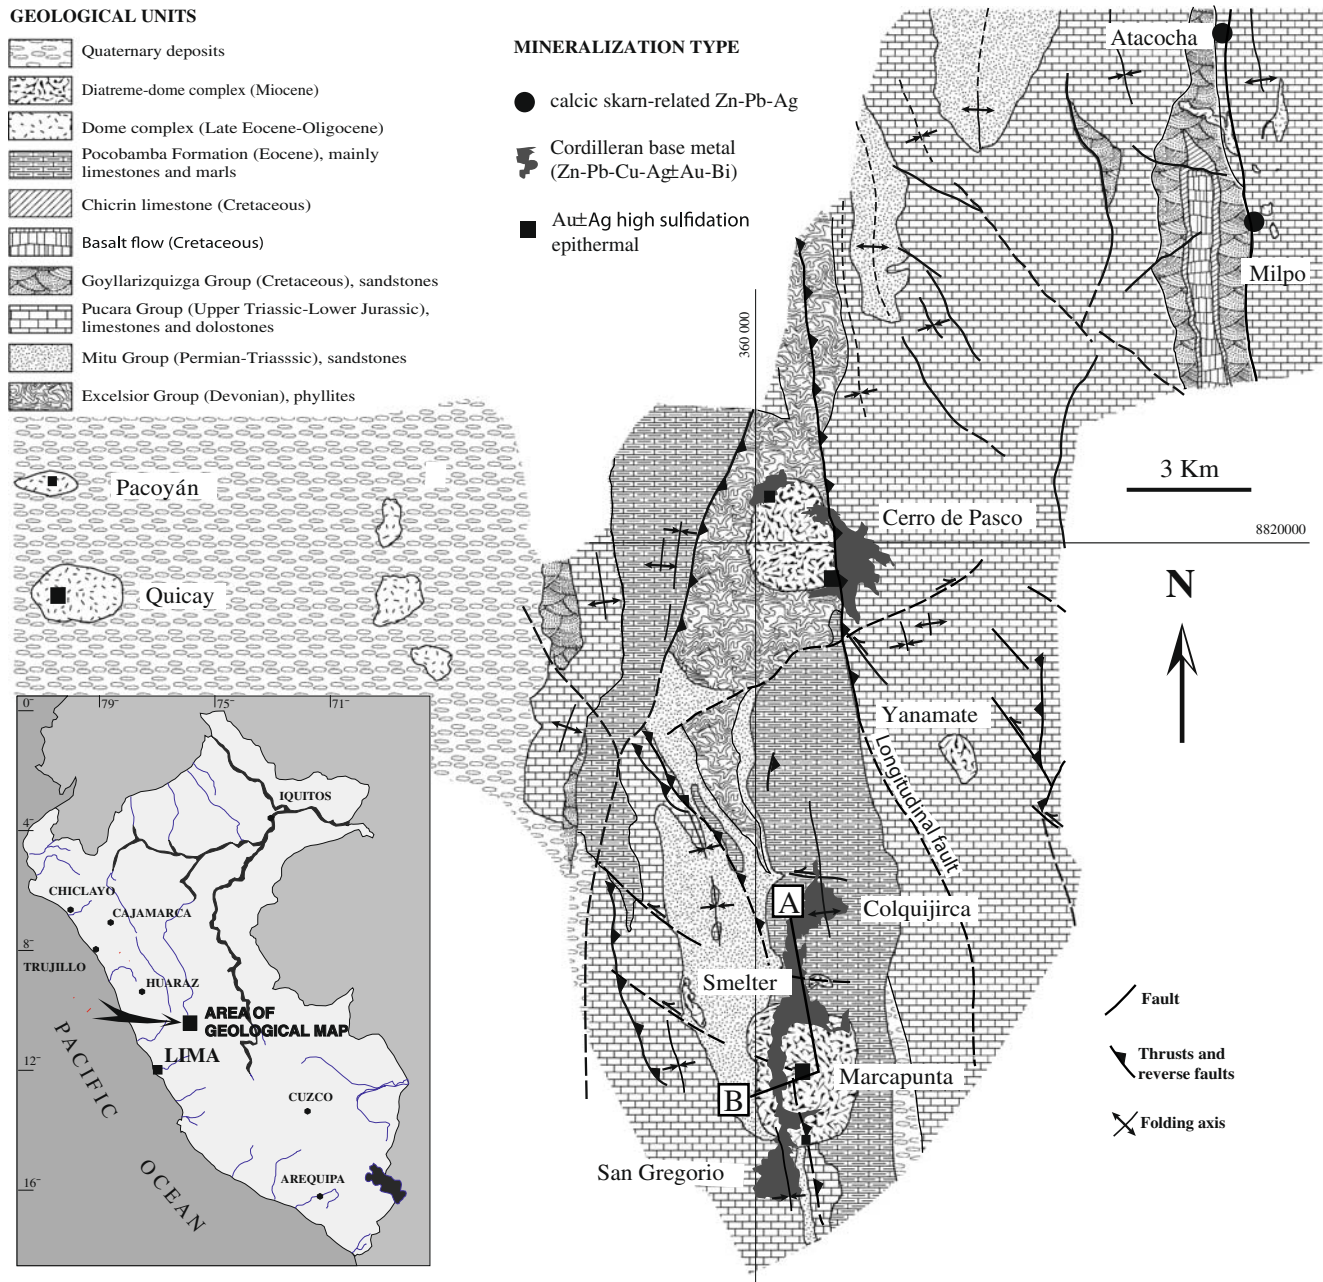 GEOLOGICAL UNITS
Quaternary deposits
Diatreme-dome complex (Miocene)
Dome complex (Late Eocene-Oligocene)
Pocobamba Formation (Eocene), mainly
limestones and marls
Chicrin limestone (Cretaceous)
Basalt flow (Cretaceous)
Goyllarizquizga Group (Cretaceous), sandstones
Pucara Group (Upper Triassic-Lower Jurassic),
limestones and dolostones
Mitu Group (Permian-Triasssic), sandstones
Excelsior Group (Devonian), phyllites
MINERALIZATION TYPE
calcic skarn-related Zn-Pb-Ag
Cordilleran base metal
(Zn-Pb-Cu-Ag±Au-Bi)
Au±Ag high sulfidation
epithermal
Atacocha
Milpo
360 000
3 Km
8820000
N
Pacoyán
Quicay
Cerro de Pasco
Yanamate
Longitudinal fault
A
Colquijirca
Smelter
Marcapunta
B
San Gregorio
Fault
Thrusts and
reverse faults
Folding axis
0
79
75
71
4
8
12
16
IQUITOS
CHICLAYO
CAJAMARCA
TRUJILLO
HUARAZ
AREA OF
GEOLOGICAL MAP
LIMA
CUZCO
AREQUIPA
PACIFIC
OCEAN